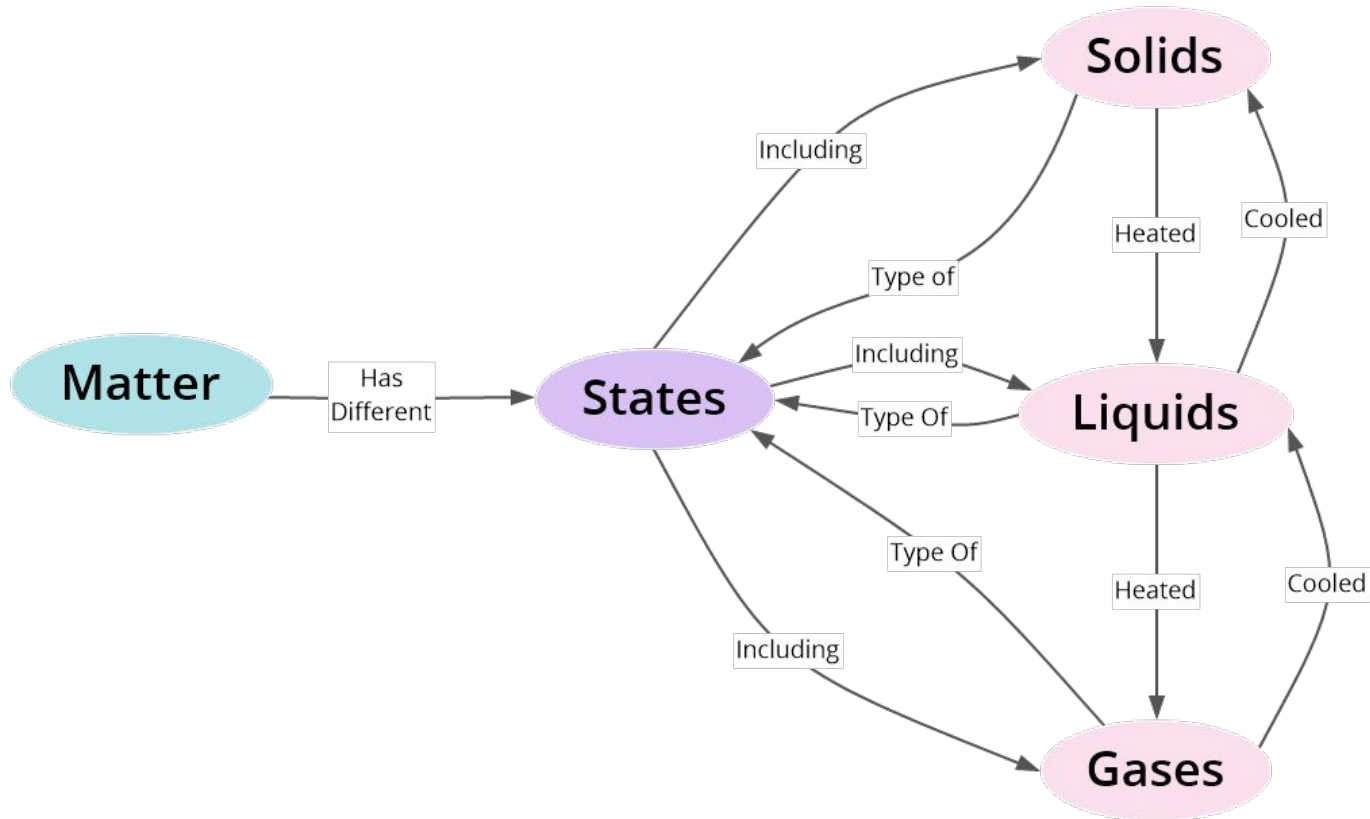 Solids
Including
Cooled
Heated
Type of
Including
Matter
Has
Different
States
Liquids
Type Of
Type Of
Heated
Cooled
Including
Gases